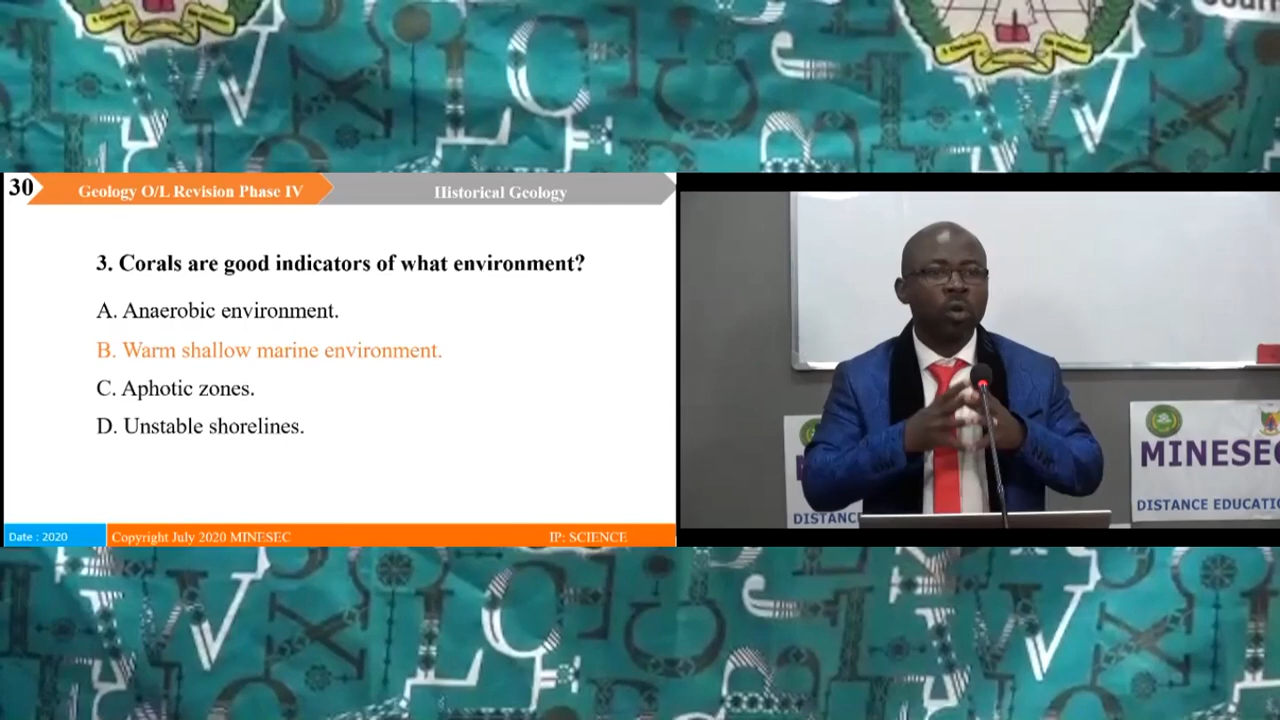 30
Geology O/L Revision Phase IV
Historical Geology
3. Corals are good indicators of what environment?
A. Anaerobic environment.
B. Warm shallow marine environment.
C. Aphotic zones.
D. Unstable shorelines.
Date : 2020
Copyright July 2020 MINESEC
IP: SCIENCE
MINESEC
DISTANCE EDUCATIO
M
DISTANCE